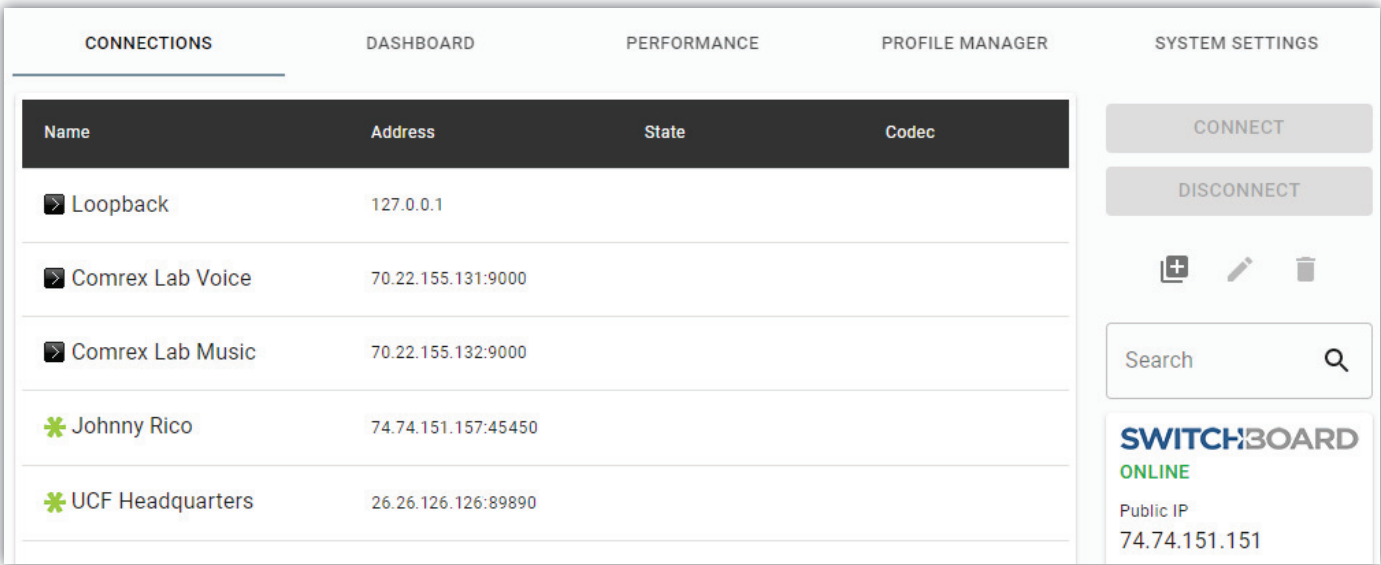 CONNECTIONS DASHBOARD PERFORMANCE PROFILE MANAGER SYSTEM SETTINGS
Name Address State Codec
CONNECT
DISCONNECT
Loopback 127.0.0.1
Comrex Lab Voice 70.22.155.131:9000
Comrex Lab Music 70.22.155.132:9000
Johnny Rico 74.74.151.157:45450
UCF Headquarters 26.26.126.126:89890
Search
SWITCHBOARD
ONLINE
Public IP
74.74.151.151